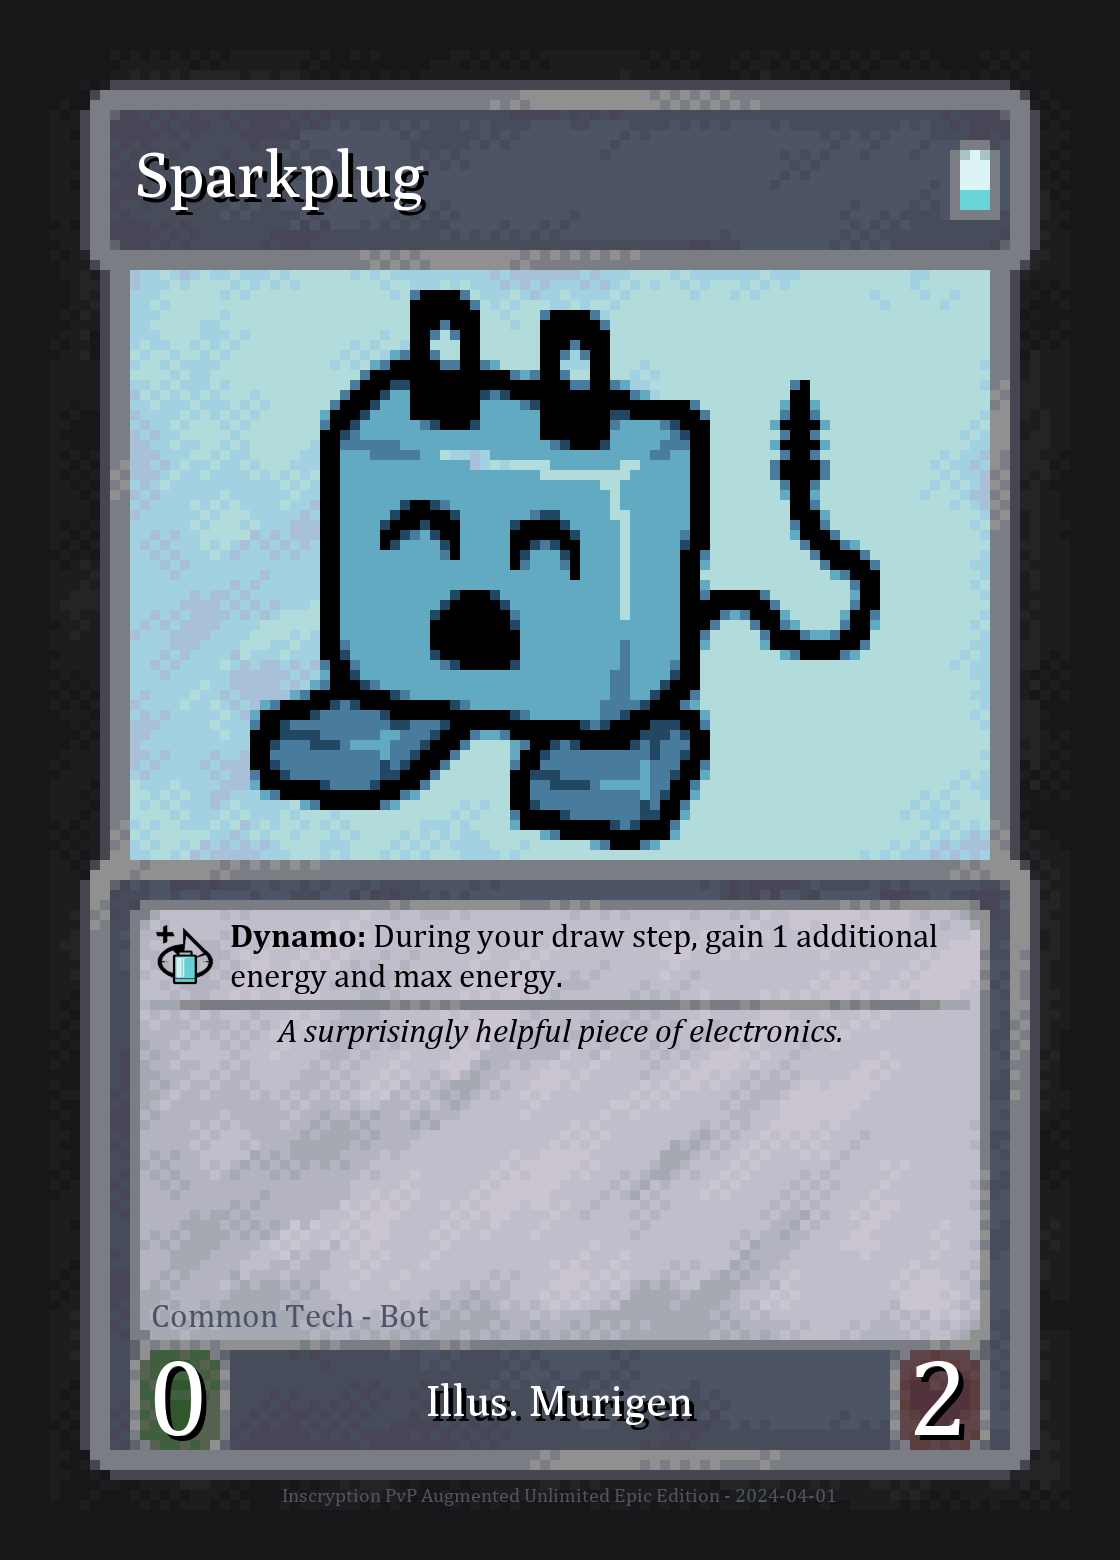 Sparkplug
Dynamo: During your draw step, gain 1 additional
energy and max energy.
A surprisingly helpful piece of electronics.
Common Tech - Bot
0
Illus. Murigen
2
Inscryption PvP Augmented Unlimited Epic Edition - 2024-04-01